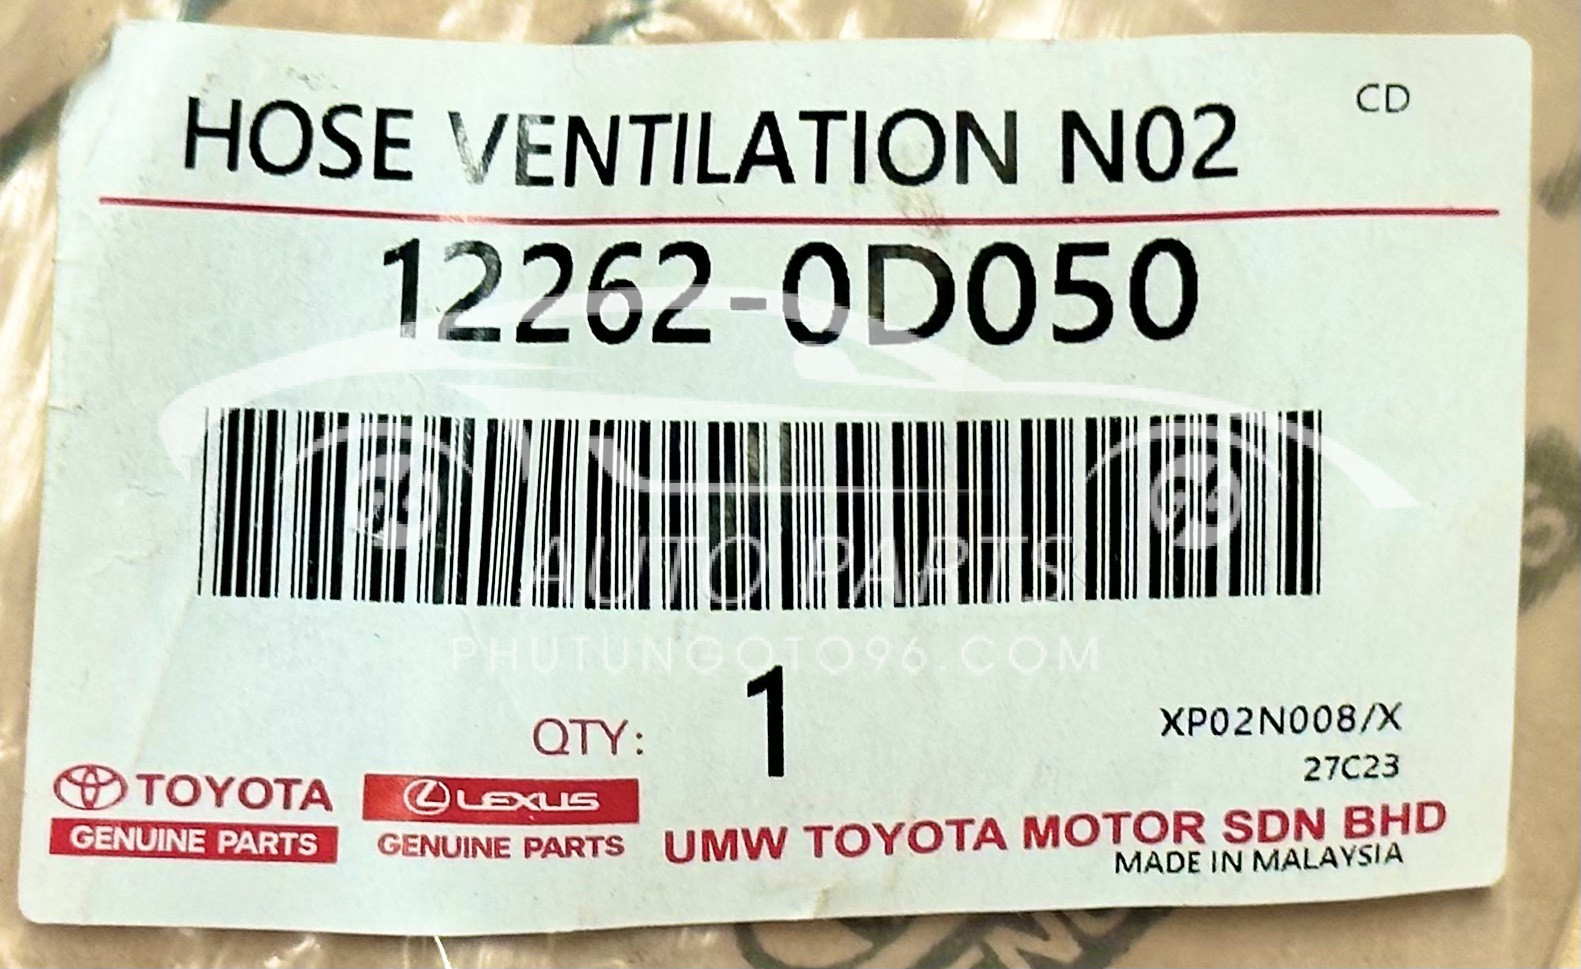 HOSE VENTILATION N02
CD
12262-0D050
AUTO PARTS
PHUTUNGOTO96.COM
QTY: 1
XP02N008/X
27C23
TOYOTA
GENUINE PARTS
LEXUS
GENUINE PARTS
UMW TOYOTA MOTOR SDN BHD
MADE IN MALAYSIA